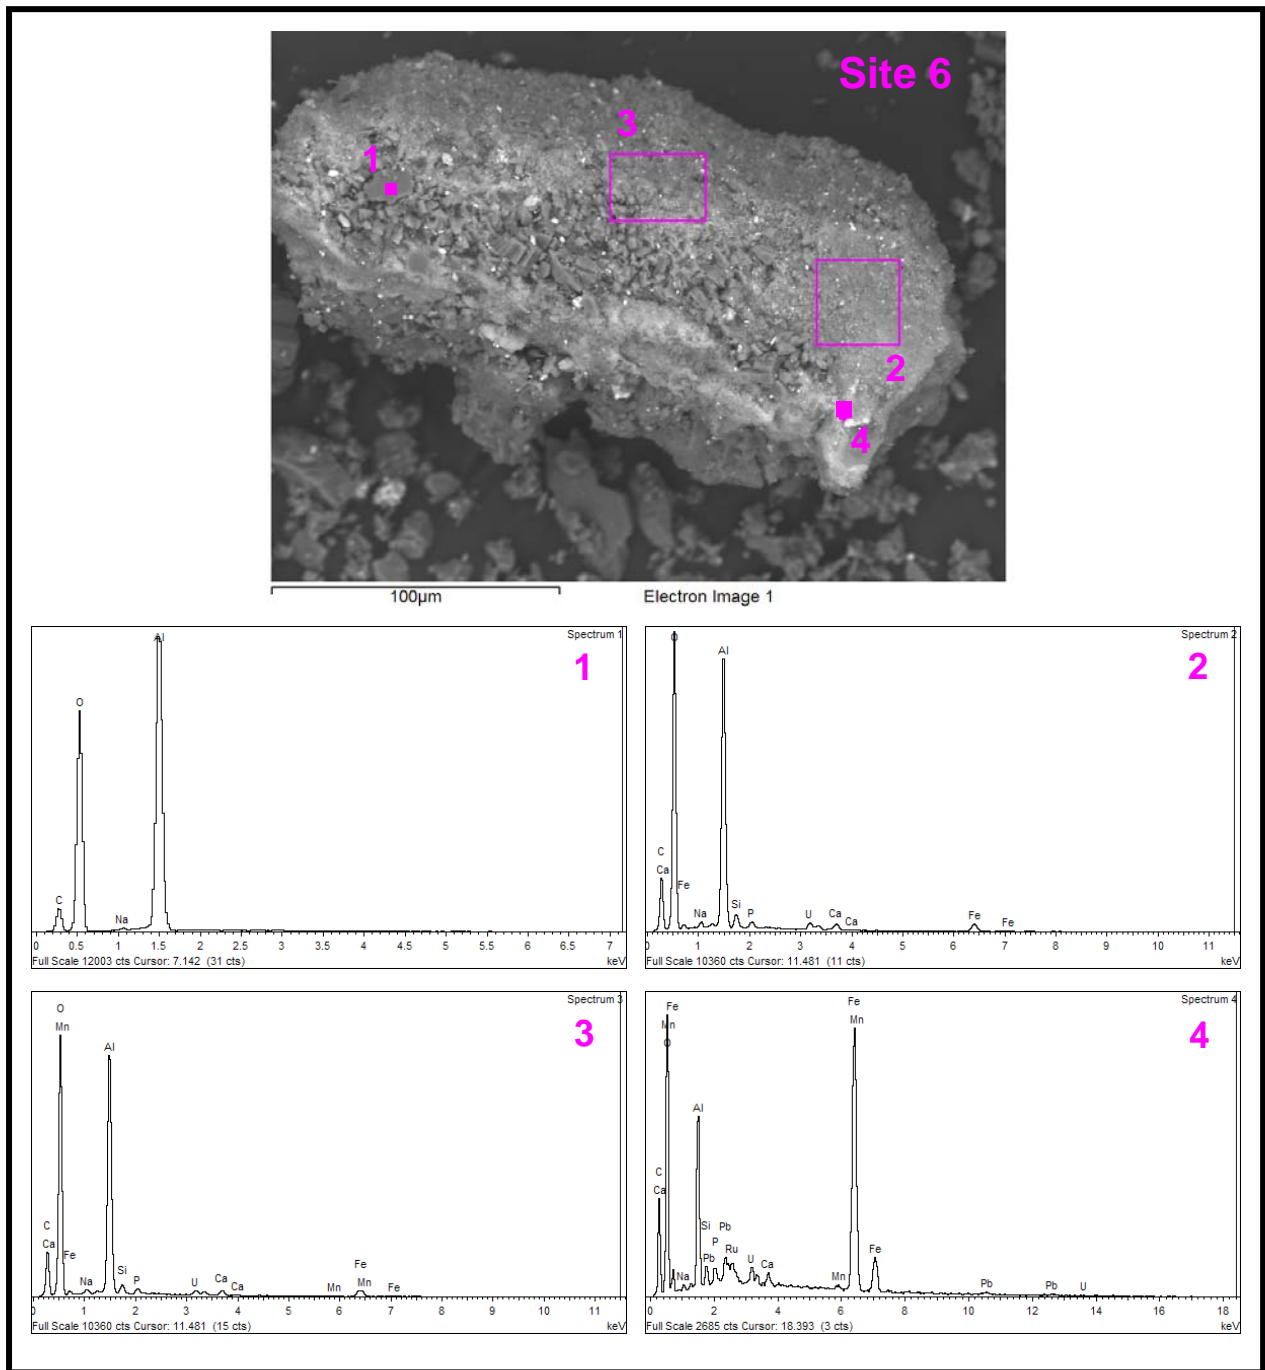 Site 6
3
1
2
4
100µm Electron Image 1
Spectrum 1
1
Al
O
C
Na
0 0.5 1 1.5 2 2.5 3 3.5 4 4.5 5 5.5 6 6.5 7
Full Scale 12003 cts Cursor: 7.142 (31 cts) keV
Spectrum 2
2
O
Al
C
Ca
Fe
Na Si P U Ca Ca Fe Fe
0 1 2 3 4 5 6 7 8 9 10 11
Full Scale 10360 cts Cursor: 11.481 (11 cts) keV
Spectrum 3
3
O
Mn
Al
C
Ca
Fe
Na Si P U Ca Ca Mn Fe Mn Fe
0 1 2 3 4 5 6 7 8 9 10 11
Full Scale 10360 cts Cursor: 11.481 (15 cts) keV
Spectrum 4
4
Fe
Mn
O
Fe
Mn
Al
C
Ca
Si Pb
P
Pb Ru
U Ca
Fe
Na Mn Pb Pb U
0 2 4 6 8 10 12 14 16 18
Full Scale 2685 cts Cursor: 18.393 (3 cts) keV